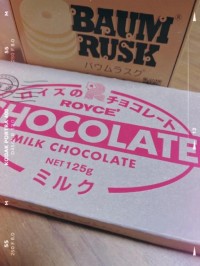 BAUM
RUSK
バウムラスク
ロイズの チョコレート
ROYCE'
CHOCOLATE
MILK CHOCOLATE
NET 125g
ミルク